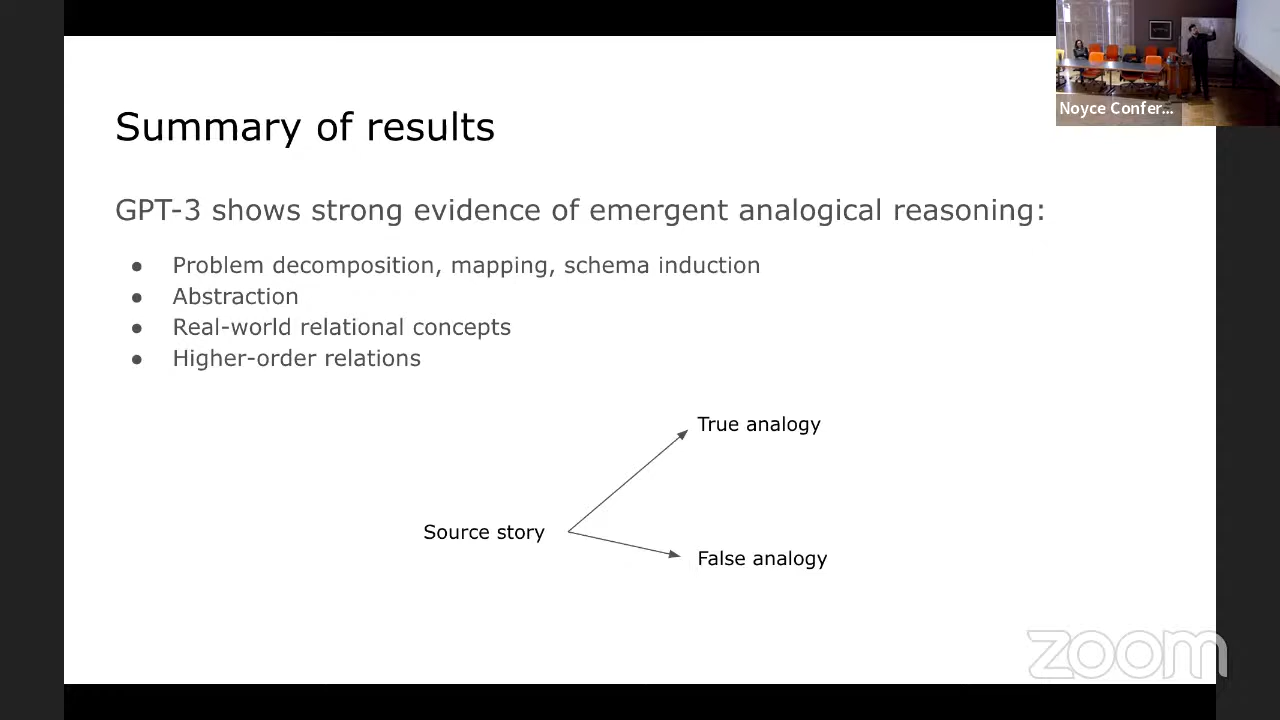 Noyce Confer...
Summary of results
GPT-3 shows strong evidence of emergent analogical reasoning:
● Problem decomposition, mapping, schema induction
● Abstraction
● Real-world relational concepts
● Higher-order relations
True analogy
Source story
False analogy
zoom